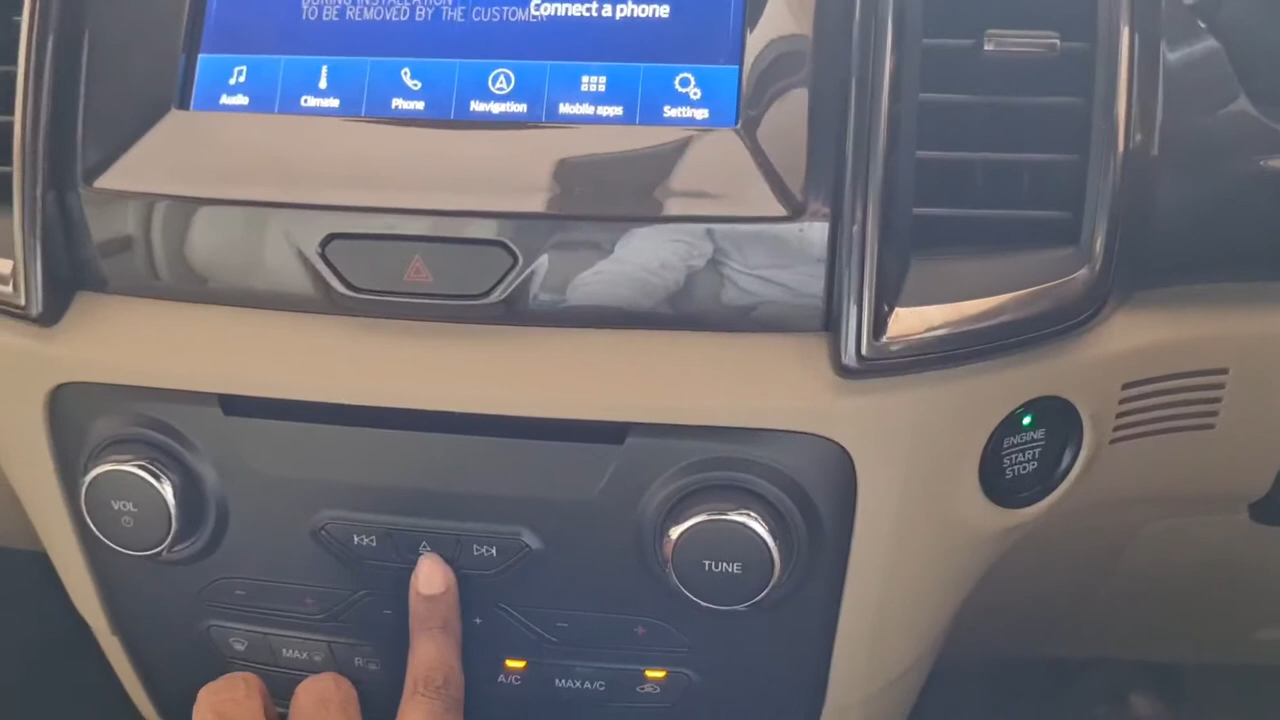 DURING INSTALLATION
TO BE REMOVED BY THE CUSTOMER
Connect a phone
Audio
Climate
Phone
Navigation
Mobile apps
Settings
ENGINE
START
STOP
VOL
TUNE
MAX
R
A/C
MAX A/C